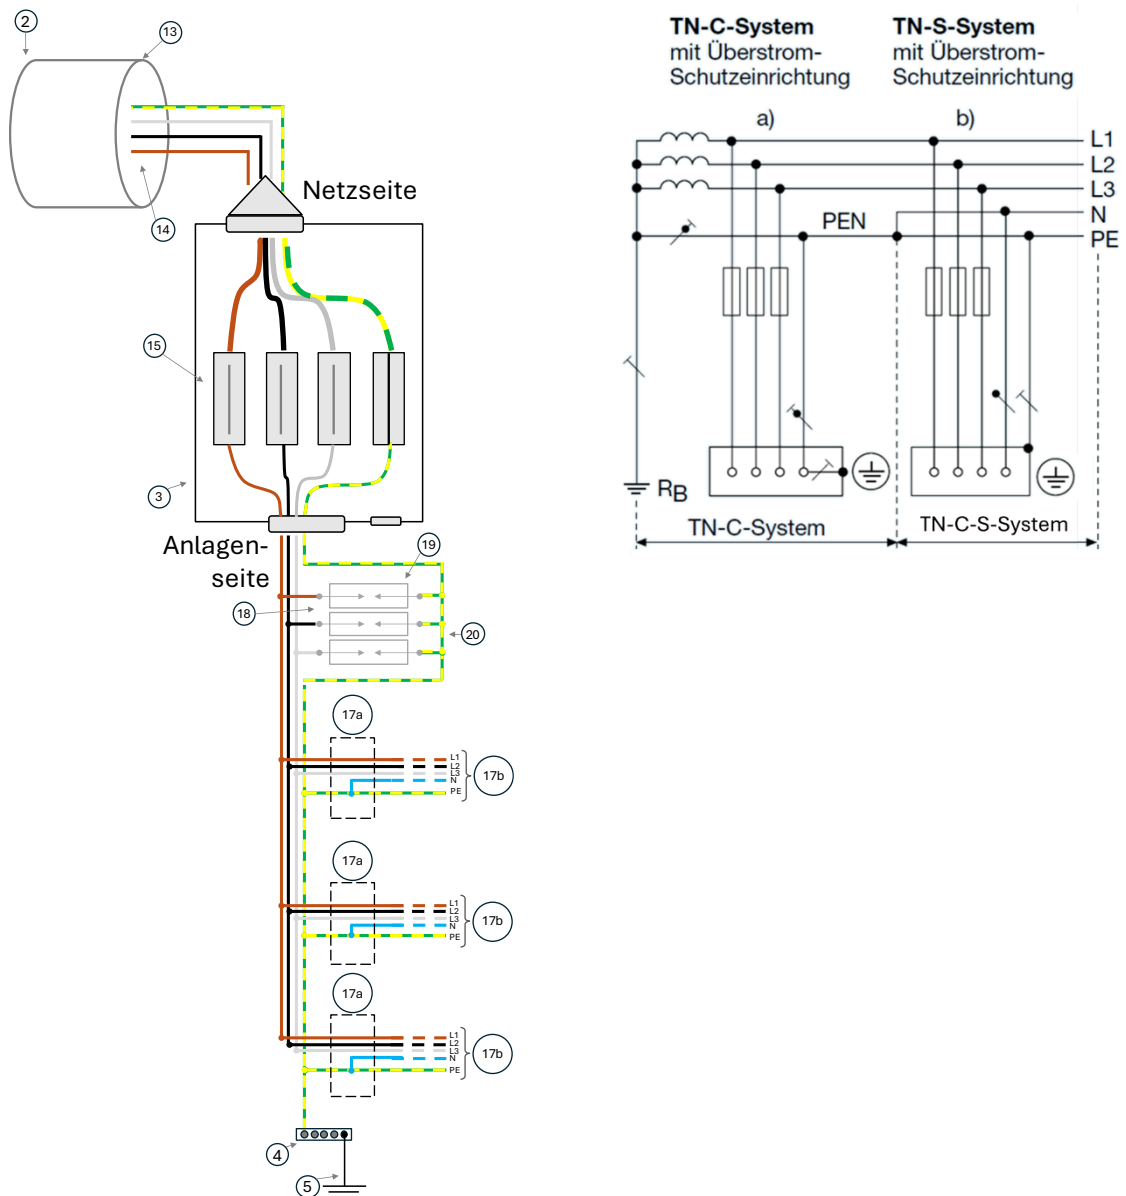 2
13
14
Netzseite
15
3
Anlagen-
seite
19
18
20
17a
L1
L2
L3
N
PE
17b
17a
L1
L2
L3
N
PE
17b
17a
L1
L2
L3
N
PE
17b
4
5
TN-C-System
mit Überstrom-
Schutzeinrichtung
TN-S-System
mit Überstrom-
Schutzeinrichtung
a)
b)
L1
L2
L3
N
PEN
PE
RB
TN-C-System
TN-C-S-System